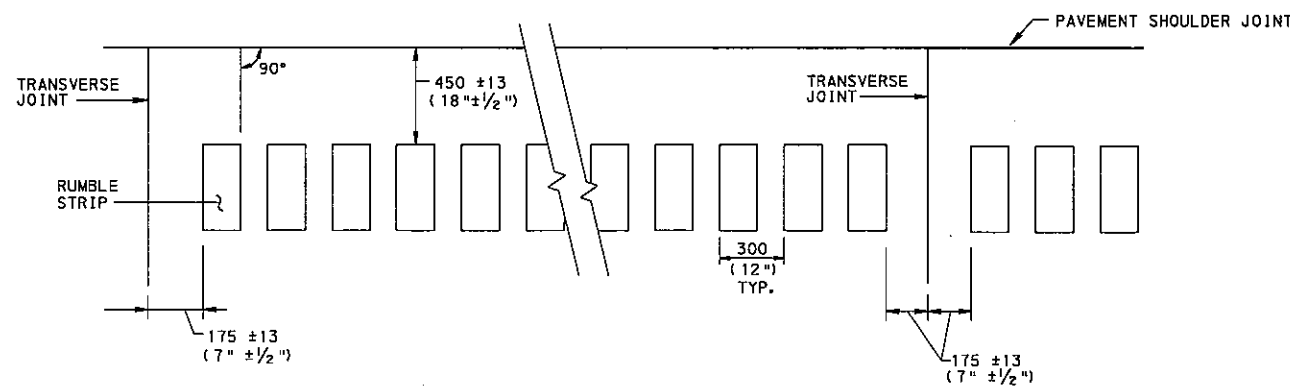 PAVEMENT SHOULDER JOINT
90°
TRANSVERSE
JOINT
450 ±13
(18"±1/2")
TRANSVERSE
JOINT
RUMBLE
STRIP
300
(12")
TYP.
175 ±13
(7" ±1/2")
175 ±13
(7" ±1/2")